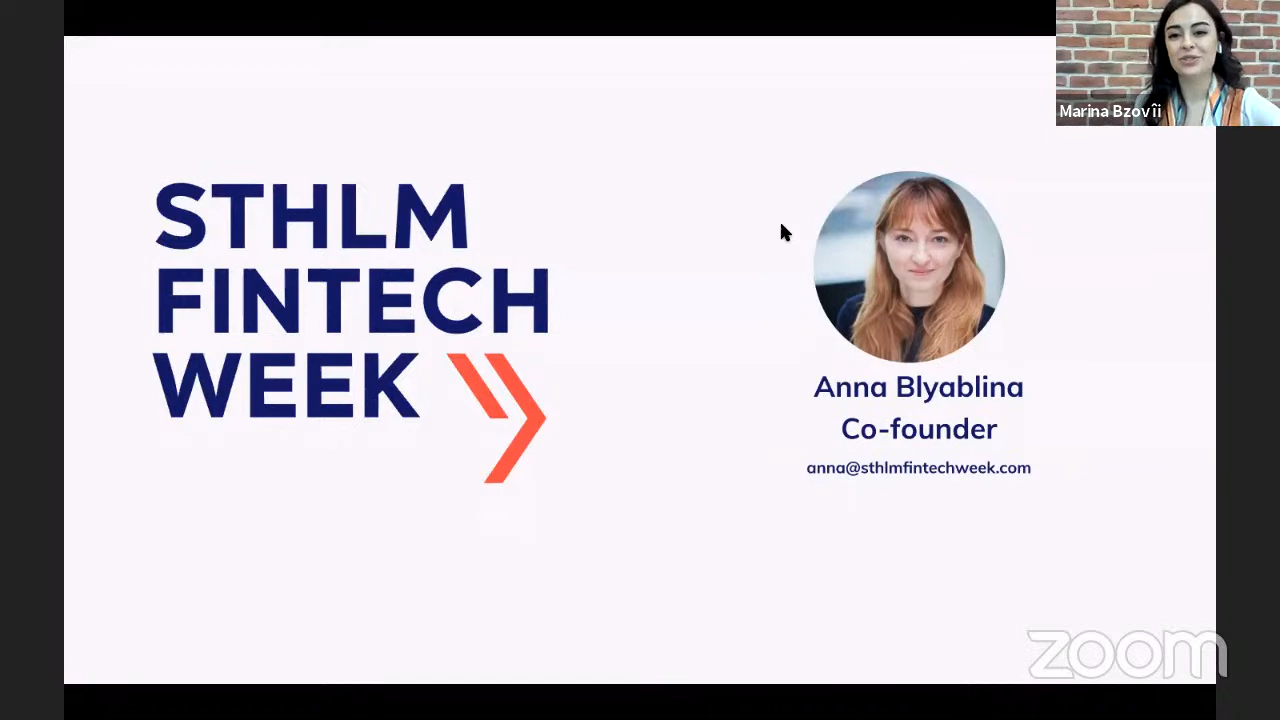 Marina Bzovîi
STHLM
FINTECH
WEEK
Anna Blyablina
Co-founder
anna@sthlmfintechweek.com
zoom